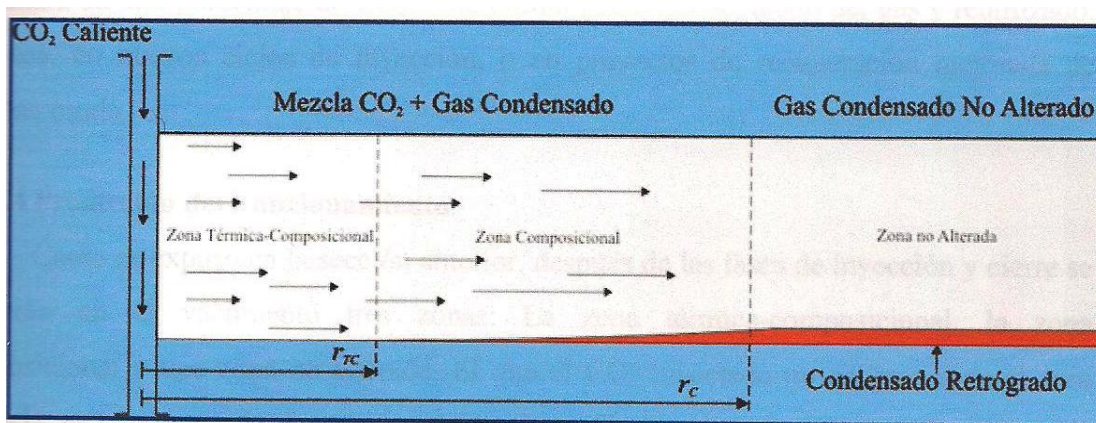 CO₂ Caliente
Mezcla CO₂ + Gas Condensado
Gas Condensado No Alterado
Zona Térmica-Composicional
Zona Composicional
Zona no Alterada
r_TC
r_C
Condensado Retrógrado